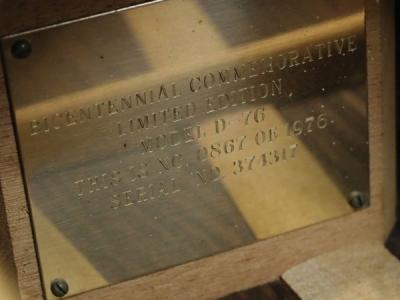 BICENTENNIAL COMMEMORATIVE
LIMITED EDITION
MODEL D-76
THIS IS NO. 0867 OF 1976
SERIAL NO. 374317